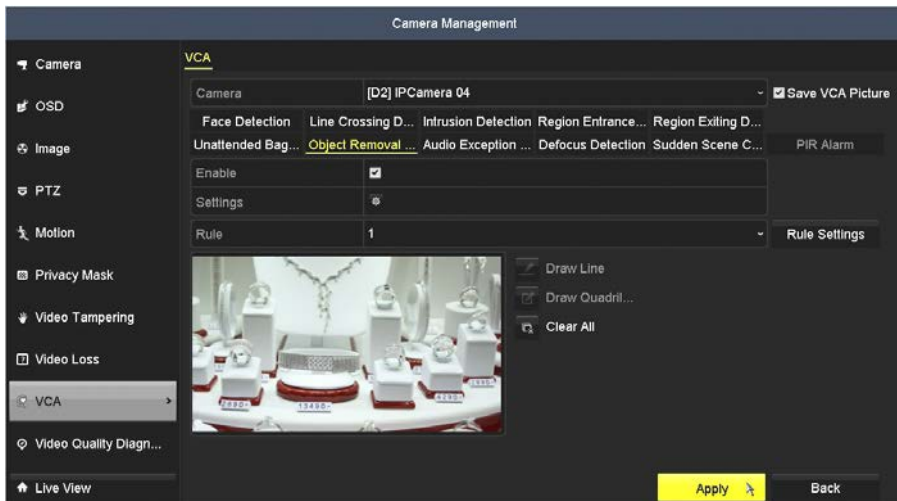 Camera Management
Camera
OSD
Image
PTZ
Motion
Privacy Mask
Video Tampering
Video Loss
VCA
Video Quality Diagn...
Live View
VCA
Camera [D2] IPCamera 04 Save VCA Picture
Face Detection Line Crossing D... Intrusion Detection Region Entrance... Region Exiting D...
Unattended Bag... Object Removal ... Audio Exception ... Defocus Detection Sudden Scene C... PIR Alarm
Enable
Settings
Rule 1 Rule Settings
Draw Line
Draw Quadril...
Clear All
2690.-
13490.-
4290.-
Apply Back